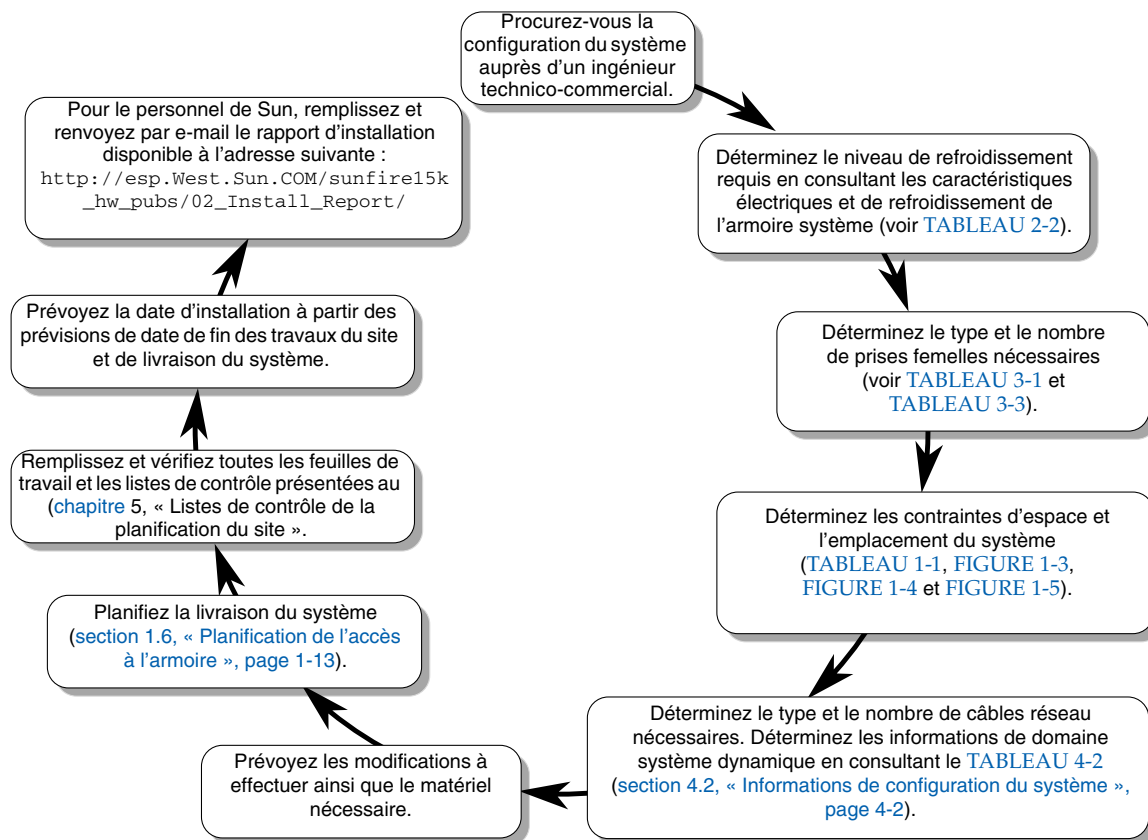 Procurez-vous la
configuration du système
auprès d'un ingénieur
technico-commercial.
Déterminez le niveau de refroidissement
requis en consultant les caractéristiques
électriques et de refroidissement de
l'armoire système (voir TABLEAU 2-2).
Déterminez le type et le nombre
de prises femelles nécessaires
(voir TABLEAU 3-1 et
TABLEAU 3-3).
Déterminez les contraintes d'espace et
l'emplacement du système
(TABLEAU 1-1, FIGURE 1-3,
FIGURE 1-4 et FIGURE 1-5).
Déterminez le type et le nombre de câbles réseau
nécessaires. Déterminez les informations de domaine
système dynamique en consultant le TABLEAU 4-2
(section 4.2, « Informations de configuration du système »,
page 4-2).
Prévoyez les modifications à
effectuer ainsi que le matériel
nécessaire.
Planifiez la livraison du système
(section 1.6, « Planification de l'accès
à l'armoire », page 1-13).
Remplissez et vérifiez toutes les feuilles de
travail et les listes de contrôle présentées au
(chapitre 5, « Listes de contrôle de la
planification du site ».
Prévoyez la date d'installation à partir des
prévisions de date de fin des travaux du site
et de livraison du système.
Pour le personnel de Sun, remplissez et
renvoyez par e-mail le rapport d'installation
disponible à l'adresse suivante :
http://esp.West.Sun.COM/sunfire15k
_hw_pubs/02_Install_Report/